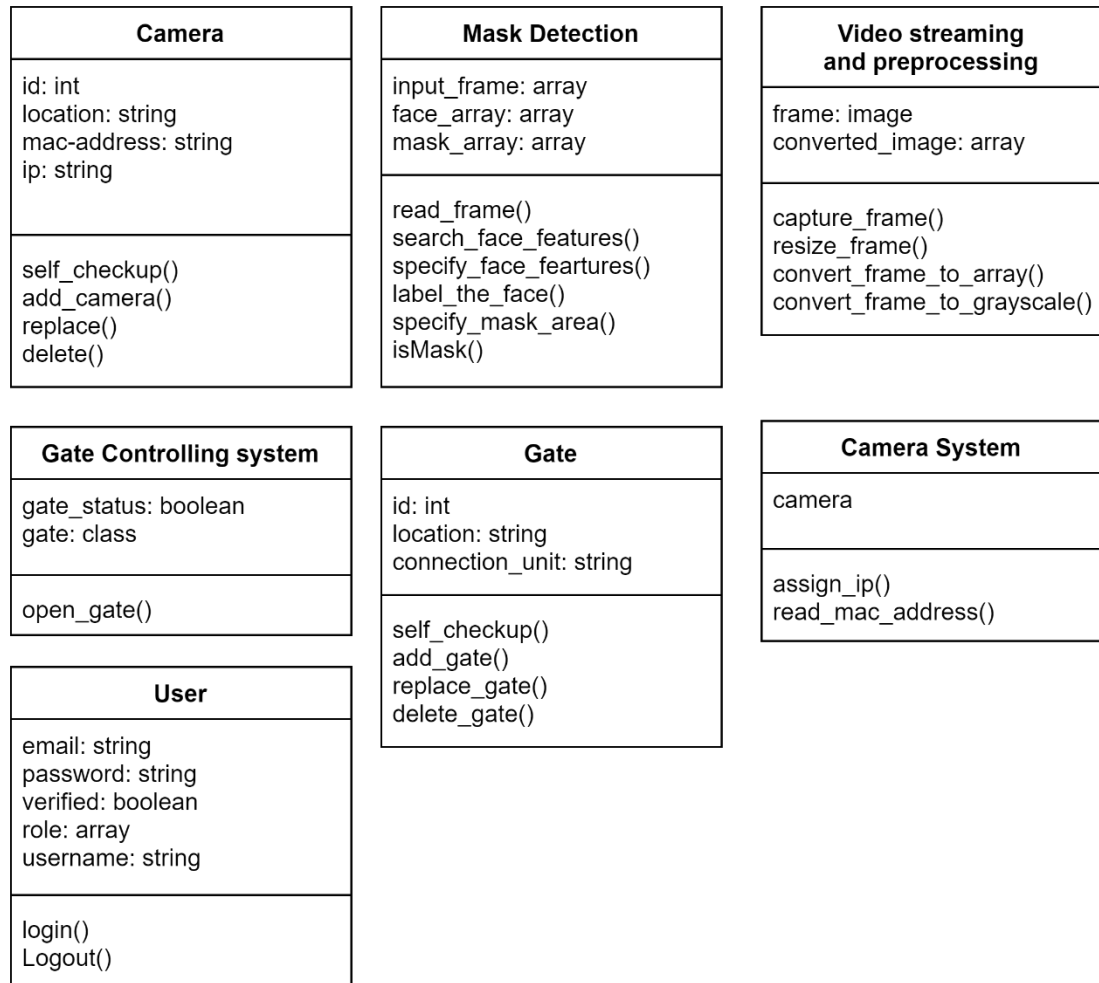 Camera
id: int
location: string
mac-address: string
ip: string
self_checkup()
add_camera()
replace()
delete()
Mask Detection
input_frame: array
face_array: array
mask_array: array
read_frame()
search_face_features()
specify_face_feartures()
label_the_face()
specify_mask_area()
isMask()
Video streaming
and preprocessing
frame: image
converted_image: array
capture_frame()
resize_frame()
convert_frame_to_array()
convert_frame_to_grayscale()
Gate Controlling system
gate_status: boolean
gate: class
open_gate()
Gate
id: int
location: string
connection_unit: string
self_checkup()
add_gate()
replace_gate()
delete_gate()
Camera System
camera
assign_ip()
read_mac_address()
User
email: string
password: string
verified: boolean
role: array
username: string
login()
Logout()